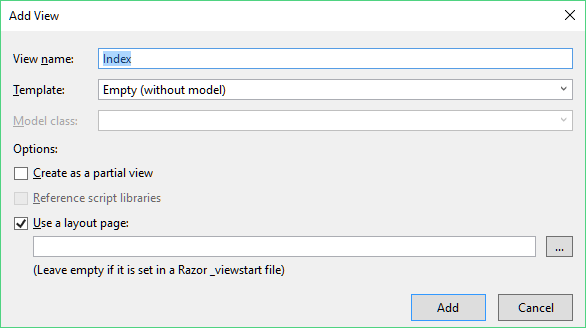 Add View
View name: Index
Template: Empty (without model)
Model class:
Options:
Create as a partial view
Reference script libraries
Use a layout page:
...
(Leave empty if it is set in a Razor _viewstart file)
Add Cancel